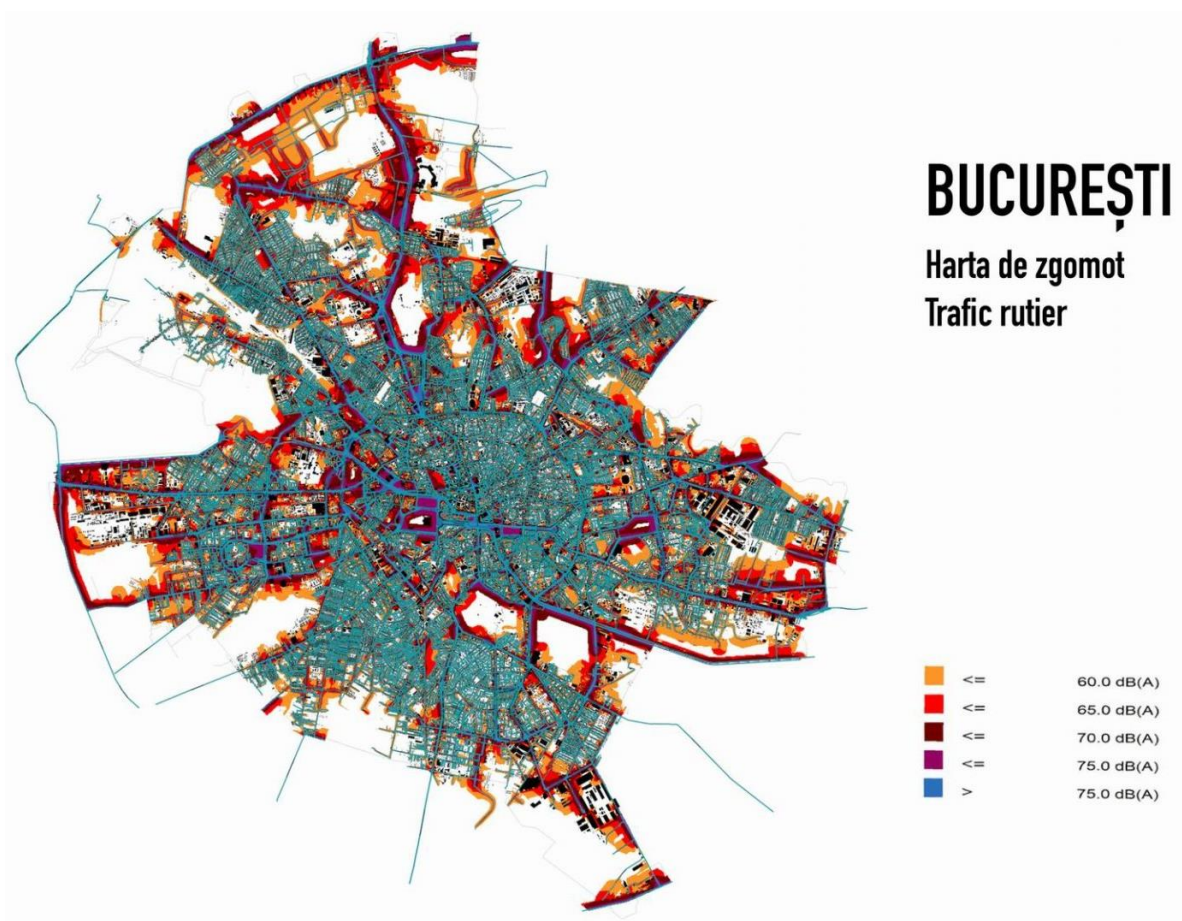 BUCUREȘTI
Harta de zgomot
Trafic rutier
<= 60.0 dB(A)
<= 65.0 dB(A)
<= 70.0 dB(A)
<= 75.0 dB(A)
> 75.0 dB(A)